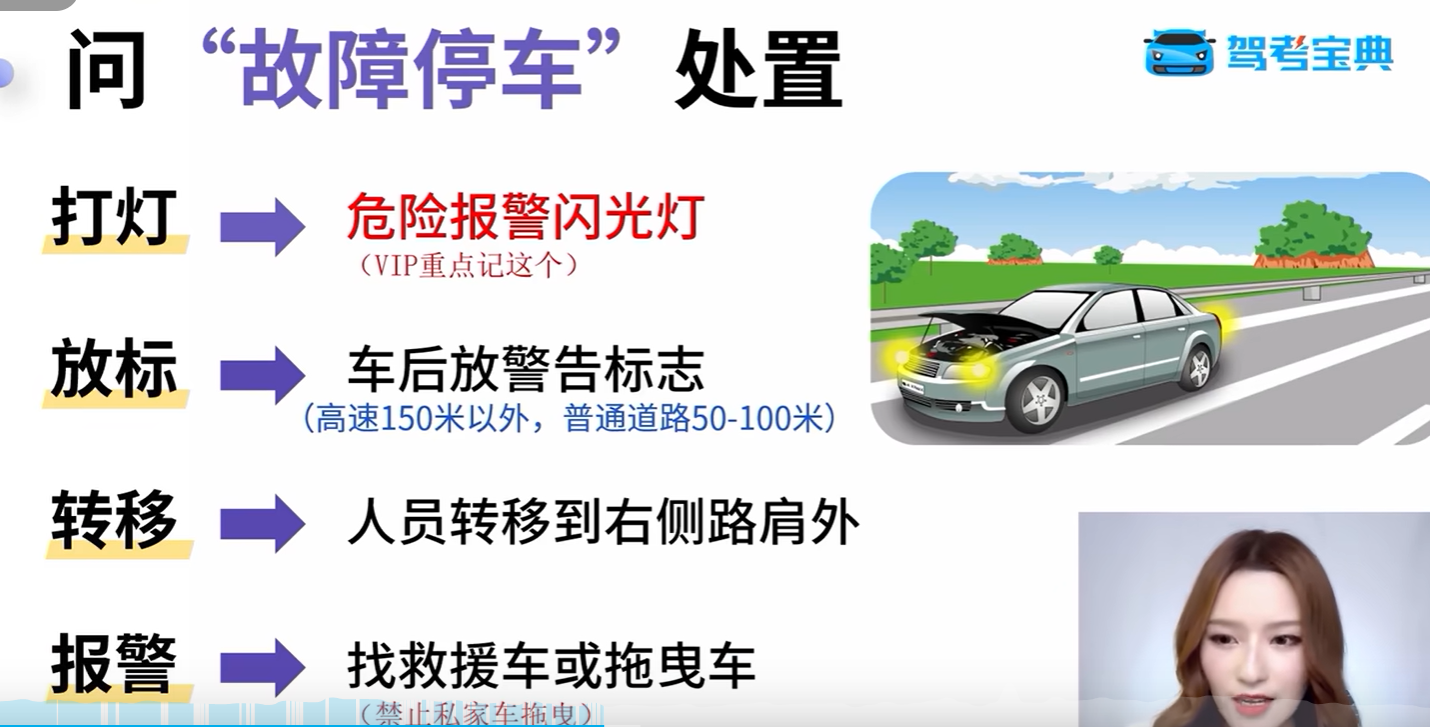 问“故障停车”处置
驾考宝典
打灯
危险报警闪光灯
（VIP重点记这个）
放标
车后放警告标志
（高速150米以外，普通道路50-100米）
转移
人员转移到右侧路肩外
报警
找救援车或拖曳车
（禁止私家车拖曳）